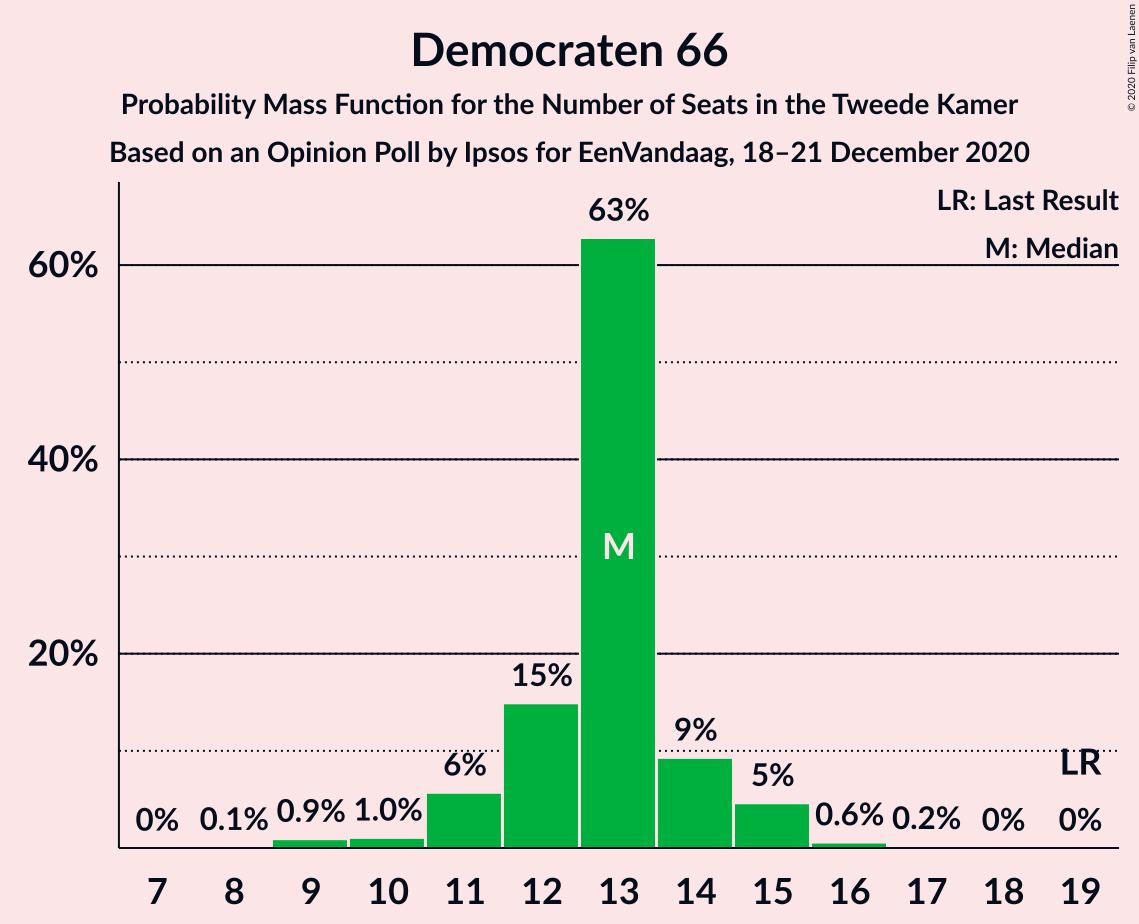 Democraten 66
Probability Mass Function for the Number of Seats in the Tweede Kamer
Based on an Opinion Poll by Ipsos for EenVandaag, 18–21 December 2020
© 2020 Filip van Laenen
LR: Last Result
M: Median
60%
40%
20%
0%
0.1%
0.9%
1.0%
6%
15%
63%
M
9%
5%
0.6%
0.2%
0%
LR
0%
7 8 9 10 11 12 13 14 15 16 17 18 19